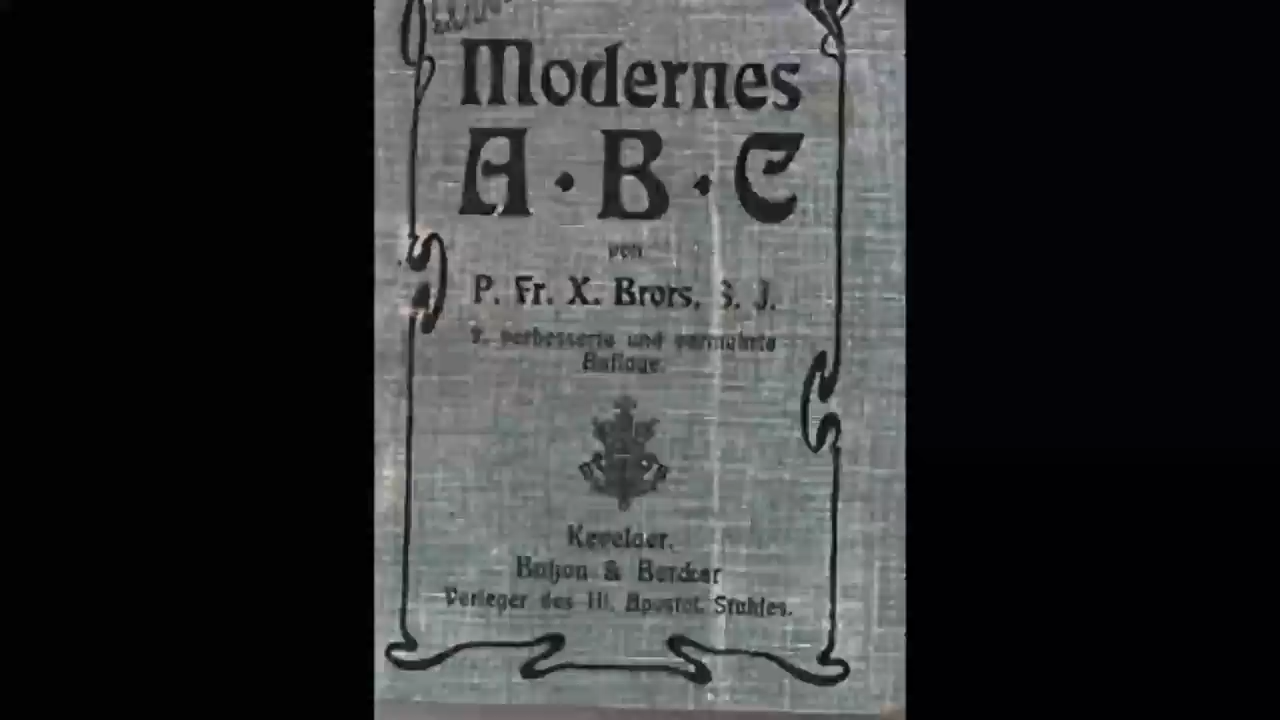 Modernes
A·B·C
von
P. Fr. X. Brors, S. J.
verbesserte und vermehrte
Auflage.
Kevelaer.
Butzon & Bercker
Verleger des Hl. Apostol. Stuhles.